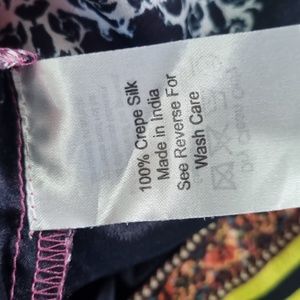 100% Crepe Silk
Made in India
See Reverse For
Wash Care